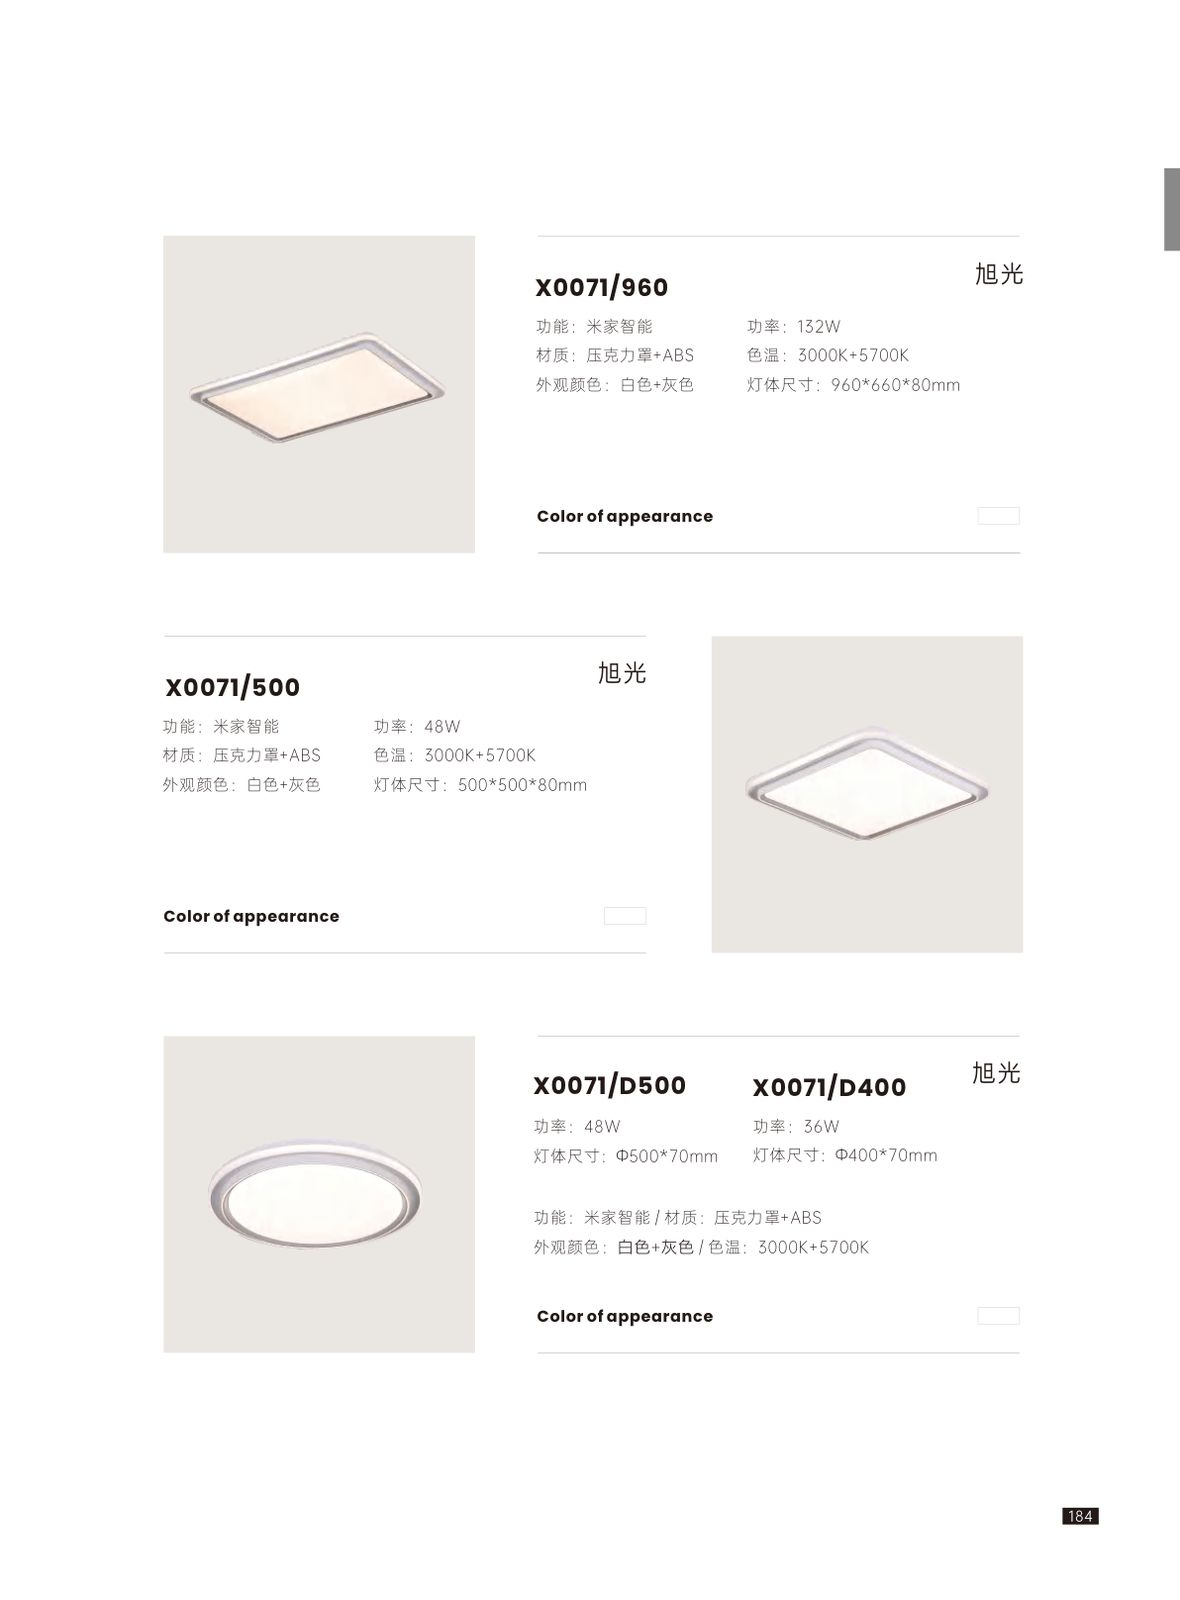 旭光
X0071/960
功能：米家智能
功率：132W
材质：压克力罩+ABS
色温：3000K+5700K
外观颜色：白色+灰色
灯体尺寸：960*660*80mm
Color of appearance
旭光
X0071/500
功能：米家智能
功率：48W
材质：压克力罩+ABS
色温：3000K+5700K
外观颜色：白色+灰色
灯体尺寸：500*500*80mm
Color of appearance
旭光
X0071/D500
X0071/D400
功率：48W
功率：36W
灯体尺寸：Φ500*70mm
灯体尺寸：Φ400*70mm
功能：米家智能 / 材质：压克力罩+ABS
外观颜色：白色+灰色 / 色温：3000K+5700K
Color of appearance
184